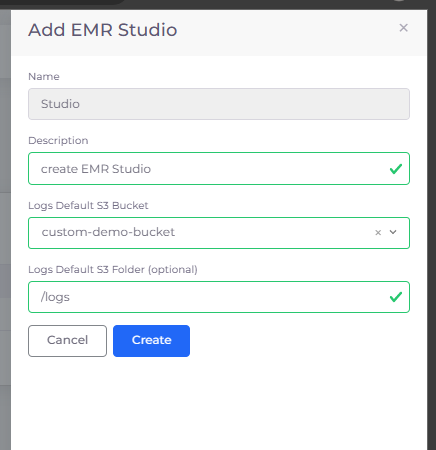 Add EMR Studio
Name
Studio
Description
create EMR Studio
Logs Default S3 Bucket
custom-demo-bucket
Logs Default S3 Folder (optional)
/logs
Cancel Create